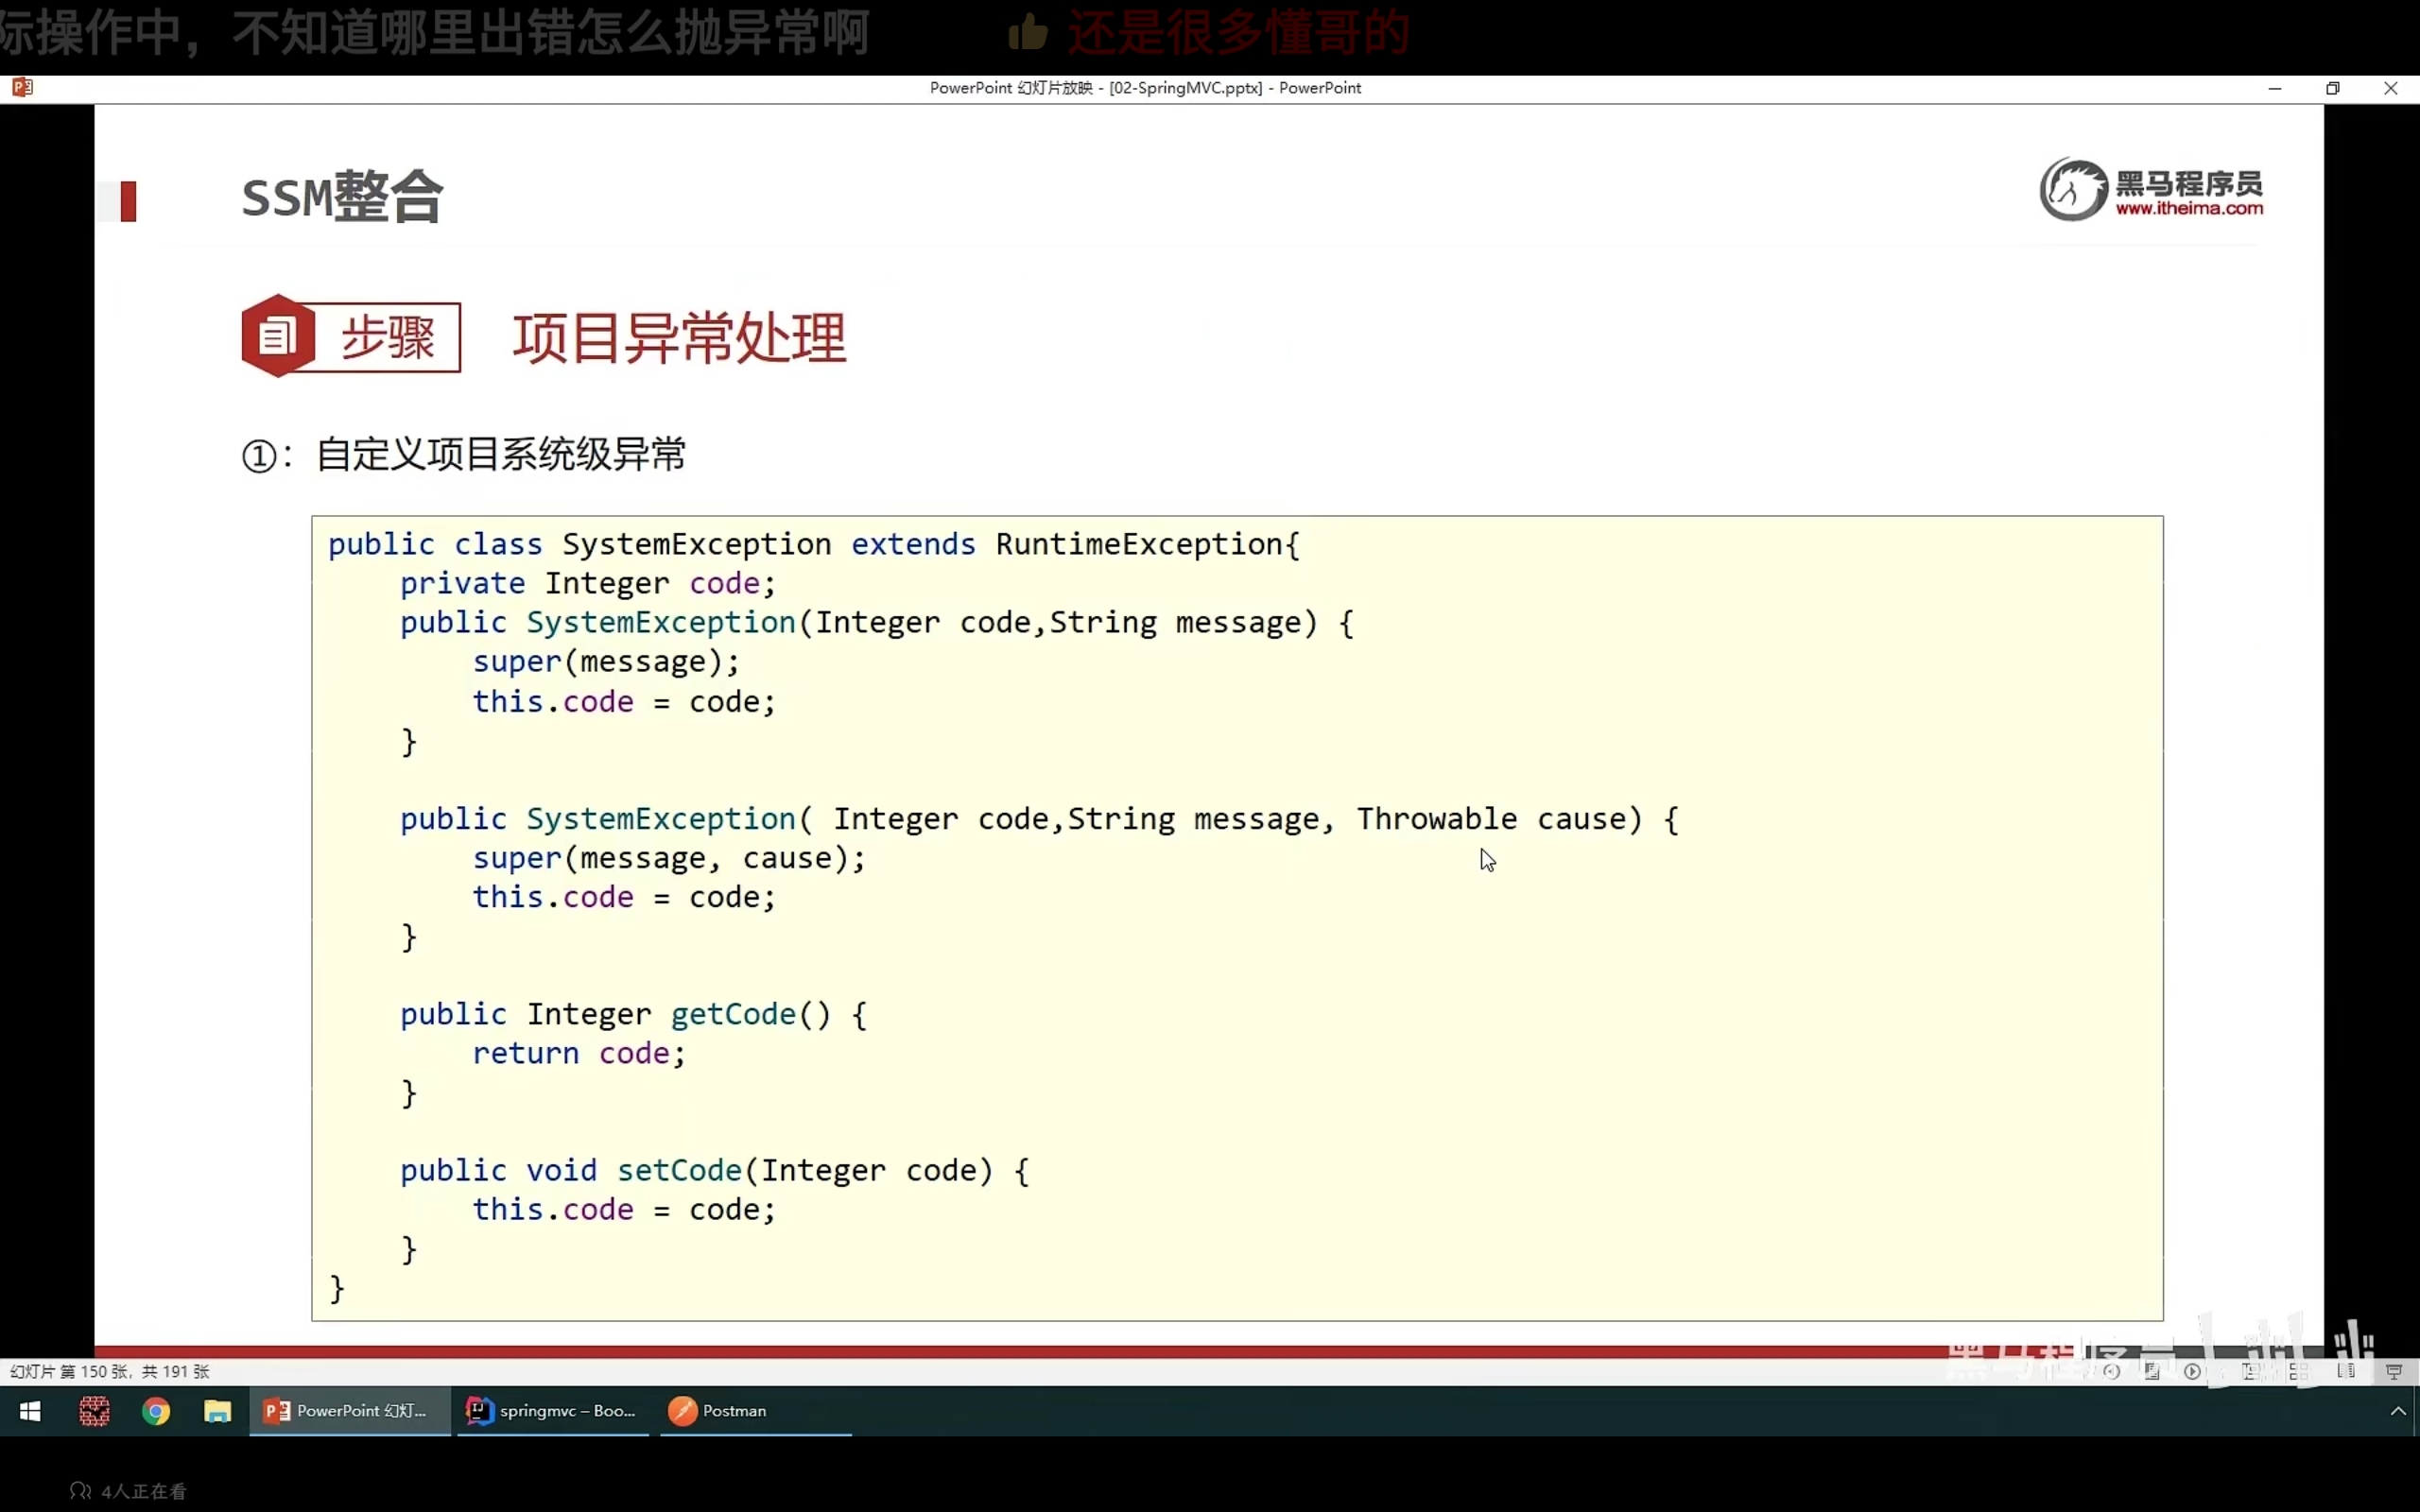 际操作中，不知道哪里出错怎么抛异常啊
还是很多懂哥的
PowerPoint 幻灯片放映 - [02-SpringMVC.pptx] - PowerPoint
SSM整合
黑马程序员
www.itheima.com
步骤
项目异常处理
①：自定义项目系统级异常
public class SystemException extends RuntimeException{
    private Integer code;
    public SystemException(Integer code,String message) {
        super(message);
        this.code = code;
    }
    public SystemException( Integer code,String message, Throwable cause) {
        super(message, cause);
        this.code = code;
    }
    public Integer getCode() {
        return code;
    }
    public void setCode(Integer code) {
        this.code = code;
    }
}
黑马程序员
幻灯片 第 150 张，共 191 张
PowerPoint 幻灯...
springmvc – Boo...
Postman
4人正在看